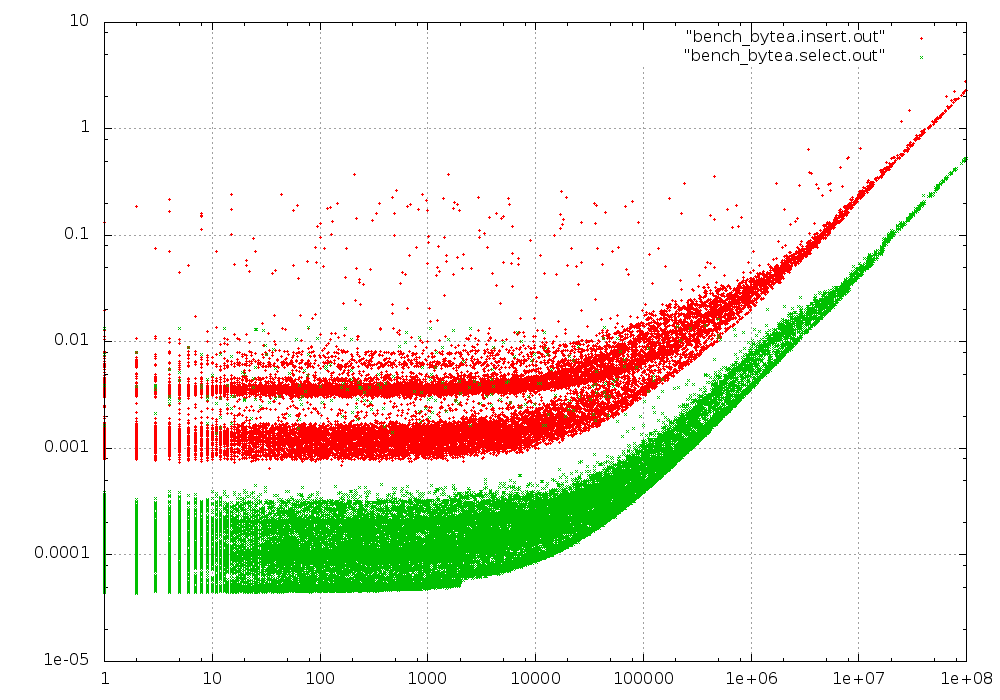 10
"bench_bytea.insert.out"
"bench_bytea.select.out"
1
0.1
0.01
0.001
0.0001
1e-05
1 10 100 1000 10000 100000 1e+06 1e+07 1e+08